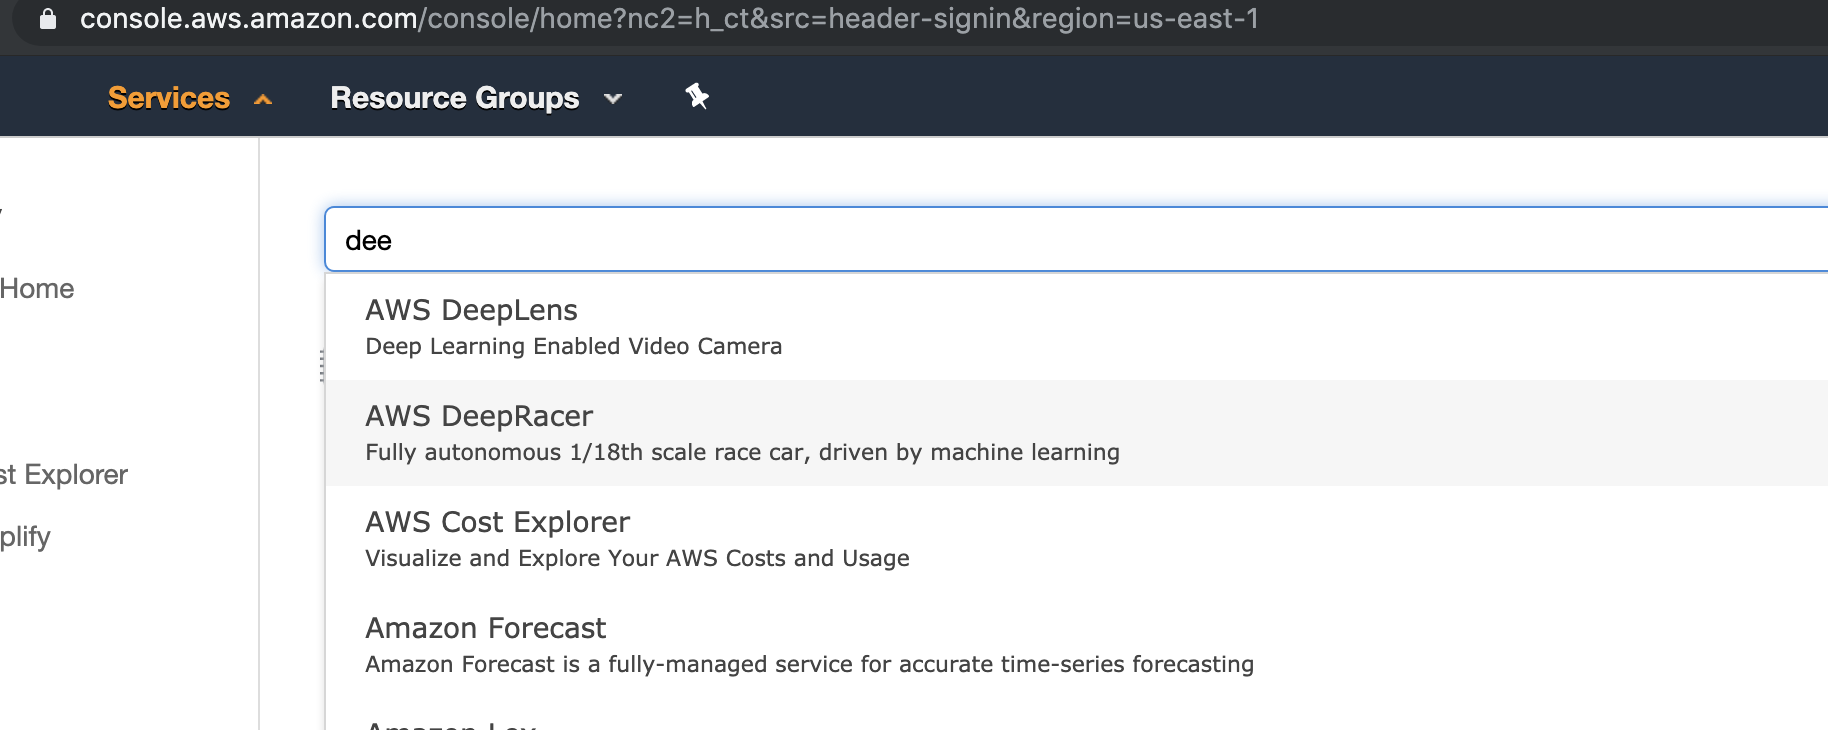 console.aws.amazon.com/console/home?nc2=h_ct&src=header-signin&region=us-east-1
Services Resource Groups
dee
Home
AWS DeepLens
Deep Learning Enabled Video Camera
AWS DeepRacer
Fully autonomous 1/18th scale race car, driven by machine learning
st Explorer
AWS Cost Explorer
plify
Visualize and Explore Your AWS Costs and Usage
Amazon Forecast
Amazon Forecast is a fully-managed service for accurate time-series forecasting
Amazon Lex